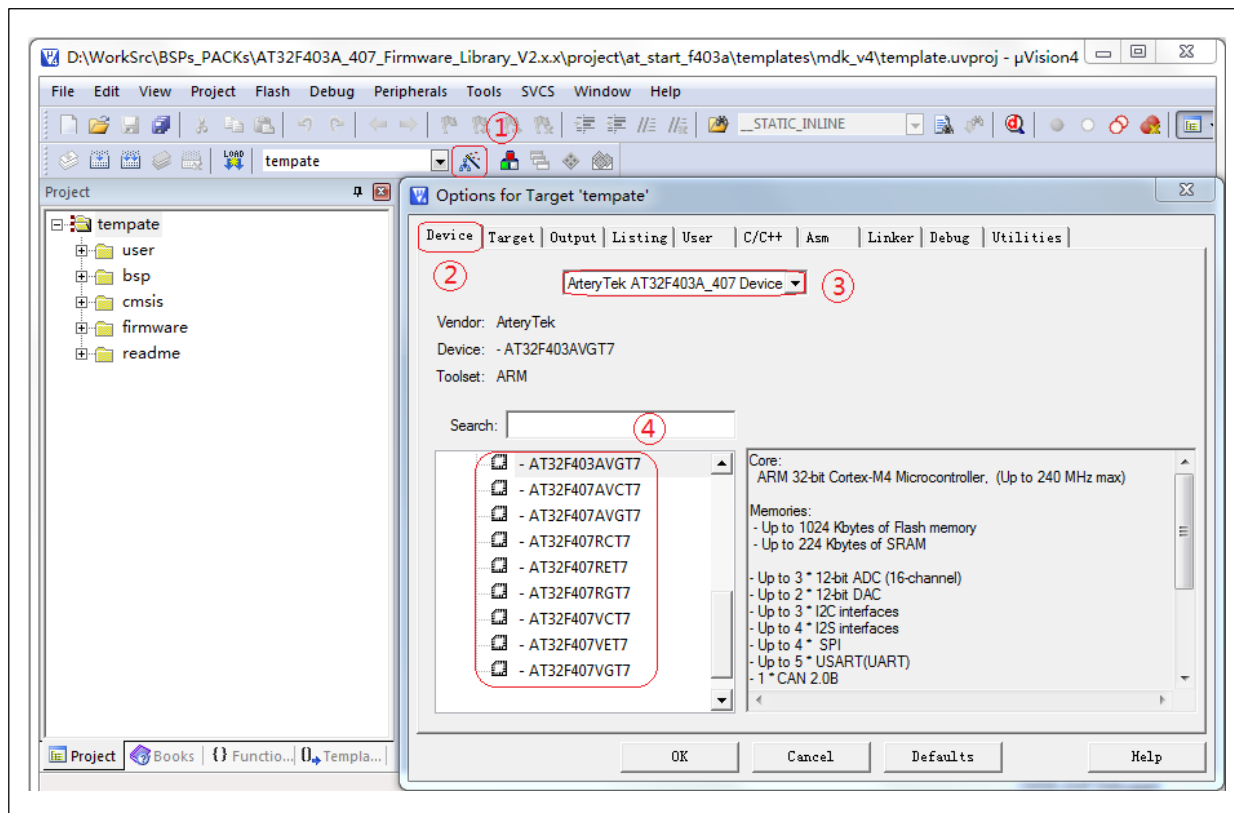 D:\WorkSrc\BSPs_PACKs\AT32F403A_407_Firmware_Library_V2.x.x\project\at_start_f403a\templates\mdk_v4\template.uvproj - µVision4
File Edit View Project Flash Debug Peripherals Tools SVCS Window Help
①
__STATIC_INLINE
LOAD
tempate
Project
tempate
user
bsp
cmsis
firmware
readme
Project Books {} Functio... 0→ Templa...
Options for Target 'tempate'
Device Target Output Listing User C/C++ Asm Linker Debug Utilities
②
ArteryTek AT32F403A_407 Device
③
Vendor: ArteryTek
Device: - AT32F403AVGT7
Toolset: ARM
Search:
④
- AT32F403AVGT7
- AT32F407AVCT7
- AT32F407AVGT7
- AT32F407RCT7
- AT32F407RET7
- AT32F407RGT7
- AT32F407VCT7
- AT32F407VET7
- AT32F407VGT7
Core:
ARM 32-bit Cortex-M4 Microcontroller, (Up to 240 MHz max)
Memories:
- Up to 1024 Kbytes of Flash memory
- Up to 224 Kbytes of SRAM
- Up to 3 * 12-bit ADC (16-channel)
- Up to 2 * 12-bit DAC
- Up to 3 * I2C interfaces
- Up to 4 * I2S interfaces
- Up to 4 * SPI
- Up to 5 * USART(UART)
- 1 * CAN 2.0B
OK Cancel Defaults Help